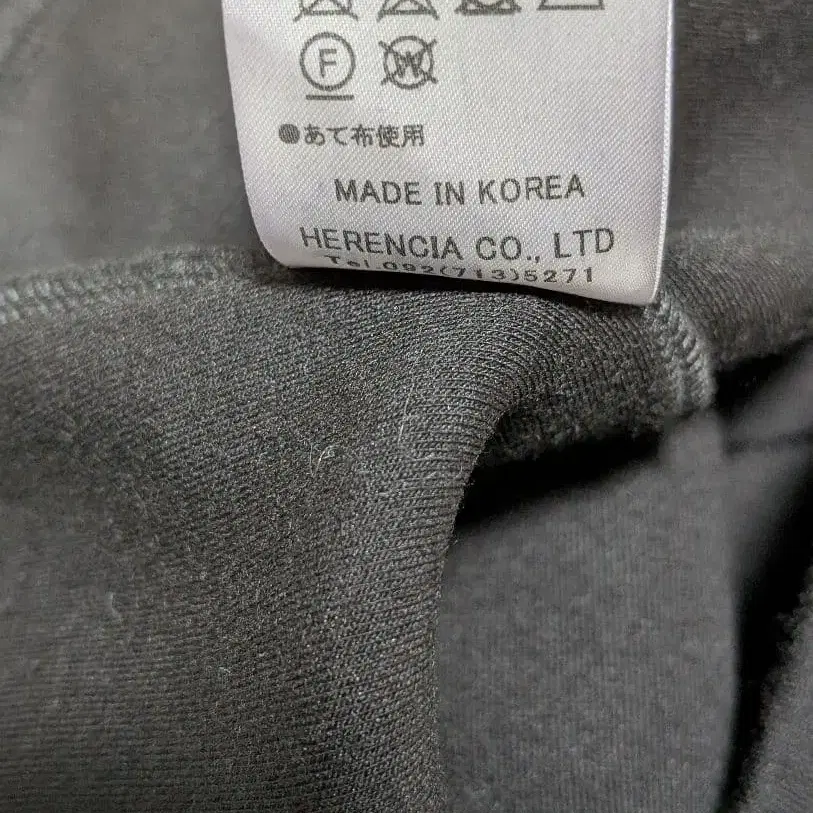 F
W
●あて布使用
MADE IN KOREA
HERENCIA CO., LTD
Tel.092(713)5271